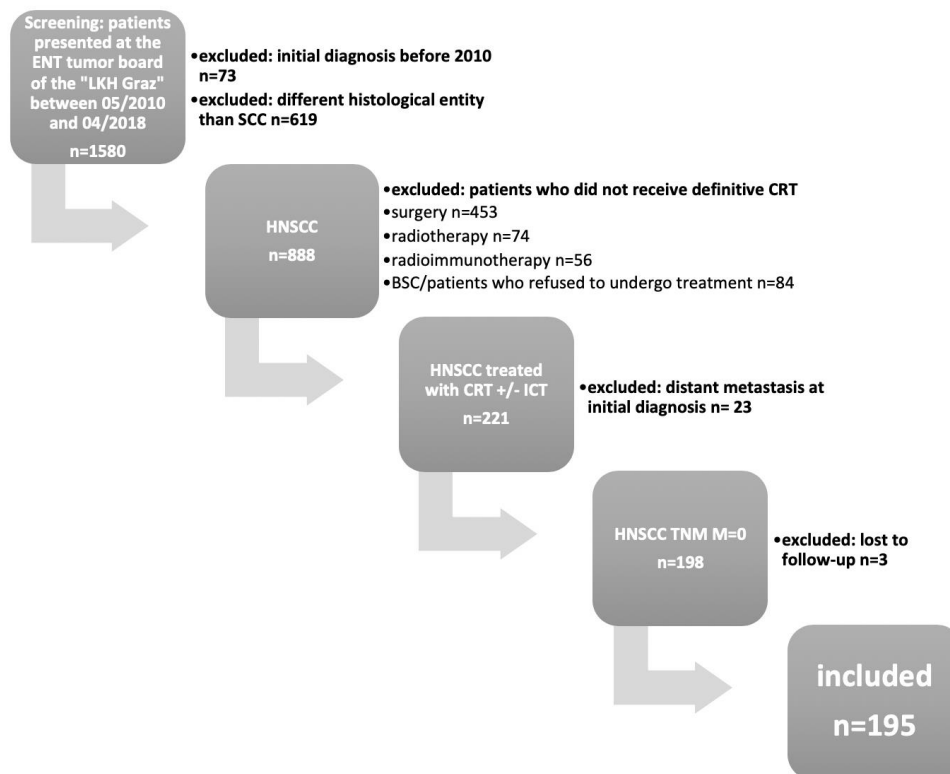 Screening: patients
presented at the
ENT tumor board
of the "LKH Graz"
between 05/2010
and 04/2018
n=1580
•excluded: initial diagnosis before 2010
n=73
•excluded: different histological entity
than SCC n=619
HNSCC
n=888
•excluded: patients who did not receive definitive CRT
•surgery n=453
•radiotherapy n=74
•radioimmunotherapy n=56
•BSC/patients who refused to undergo treatment n=84
HNSCC treated
with CRT +/- ICT
n=221
•excluded: distant metastasis at
initial diagnosis n= 23
HNSCC TNM M=0
n=198
•excluded: lost to
follow-up n=3
included
n=195